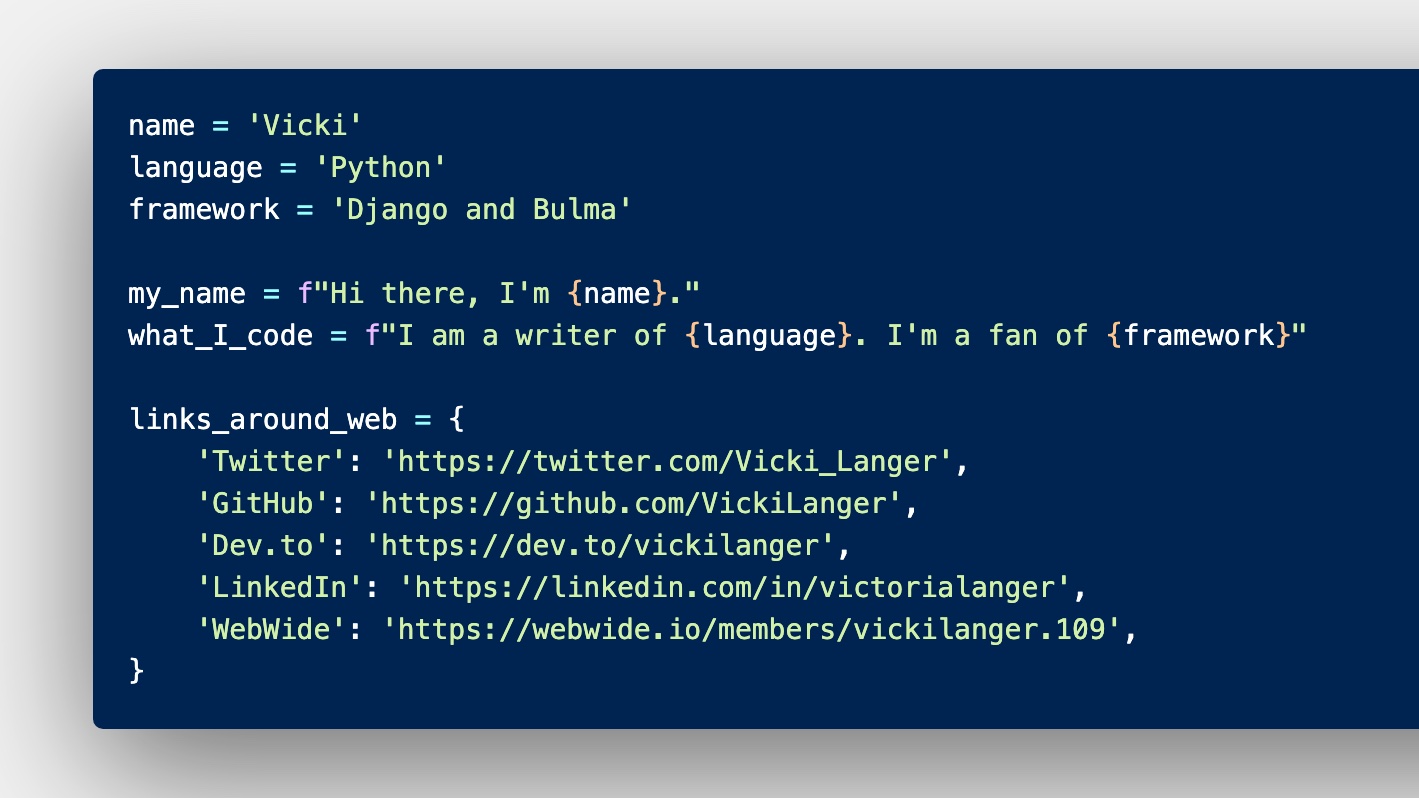 name = 'Vicki'
language = 'Python'
framework = 'Django and Bulma'

my_name = f"Hi there, I'm {name}."
what_I_code = f"I am a writer of {language}. I'm a fan of {framework}"

links_around_web = {
    'Twitter': 'https://twitter.com/Vicki_Langer',
    'GitHub': 'https://github.com/VickiLanger',
    'Dev.to': 'https://dev.to/vickilanger',
    'LinkedIn': 'https://linkedin.com/in/victorialanger',
    'WebWide': 'https://webwide.io/members/vickilanger.109',
}